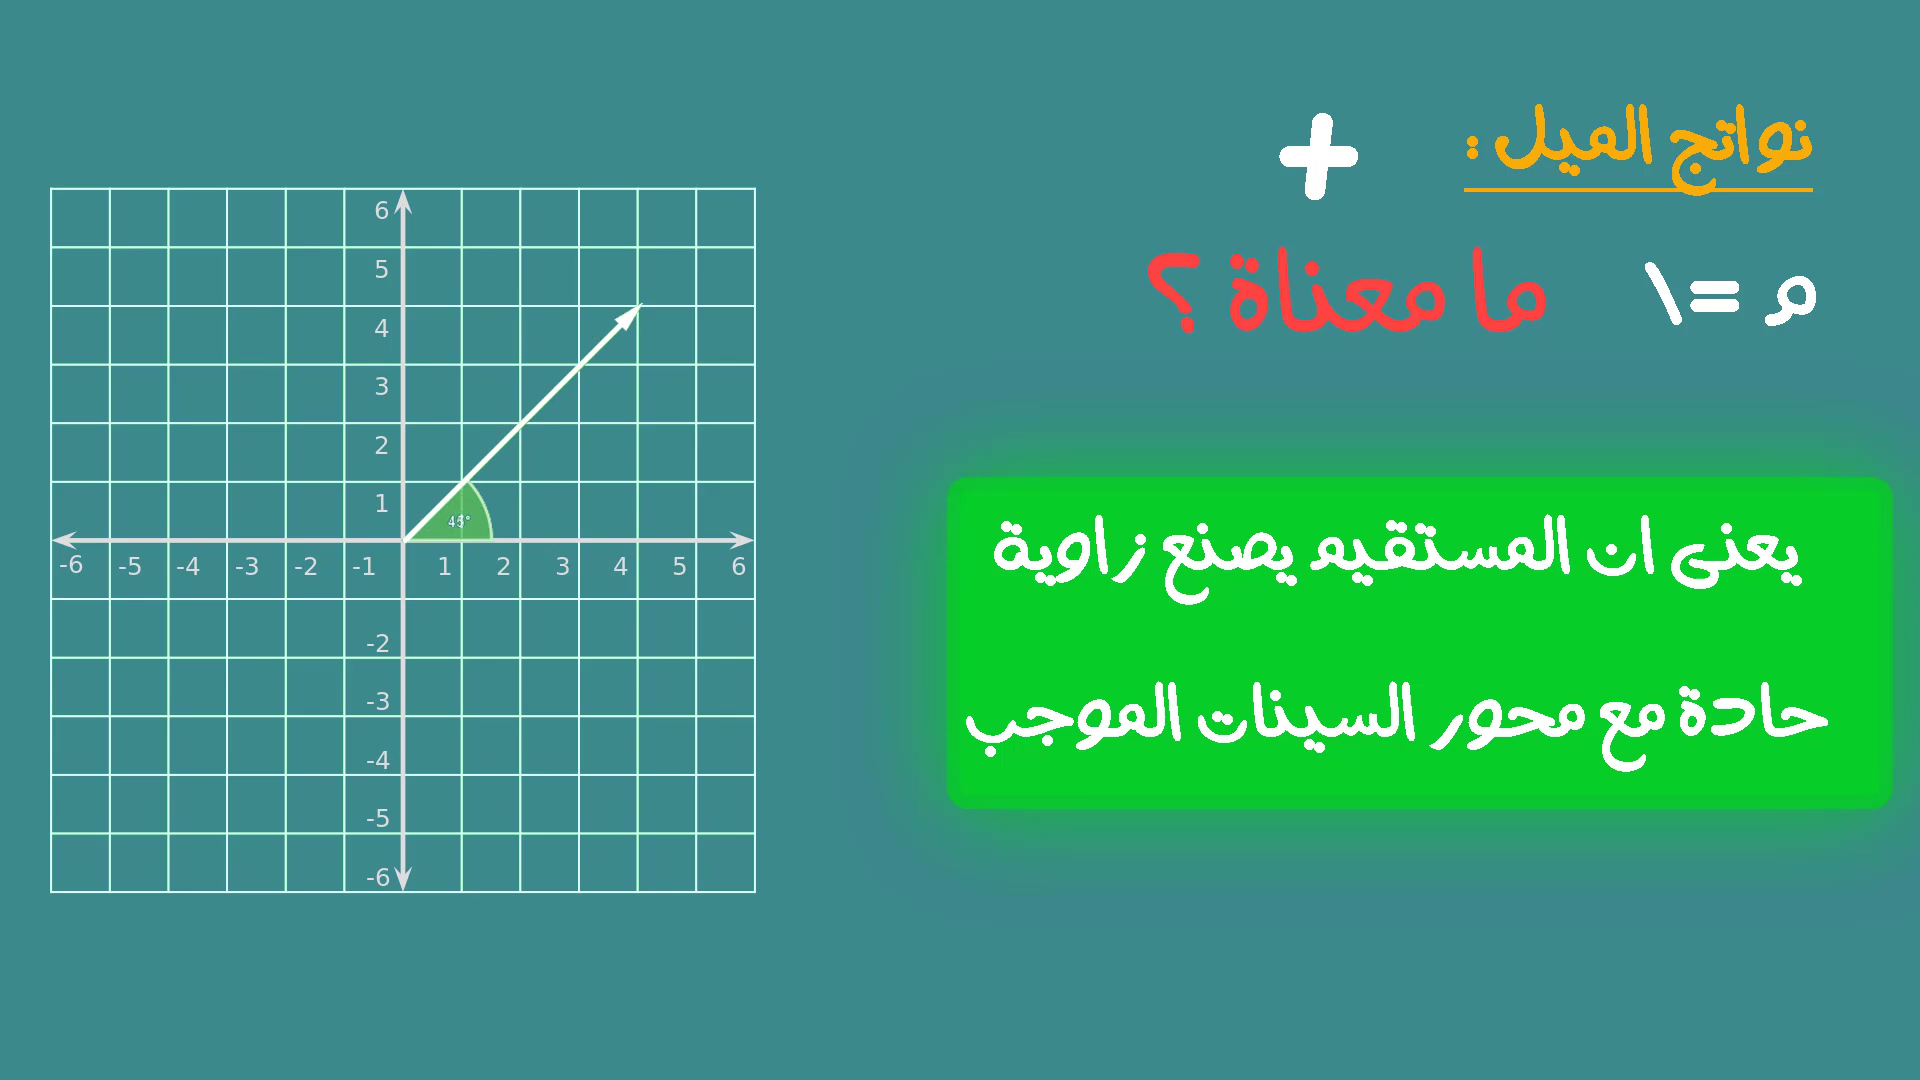 نواتج الميل :
+
م = ١
ما معناة ؟
يعنى ان المستقيم يصنع زاوية
حادة مع محور السينات الموجب
6
5
4
3
2
1
-6 -5 -4 -3 -2 -1 1 2 3 4 5 6
-2
-3
-4
-5
-6